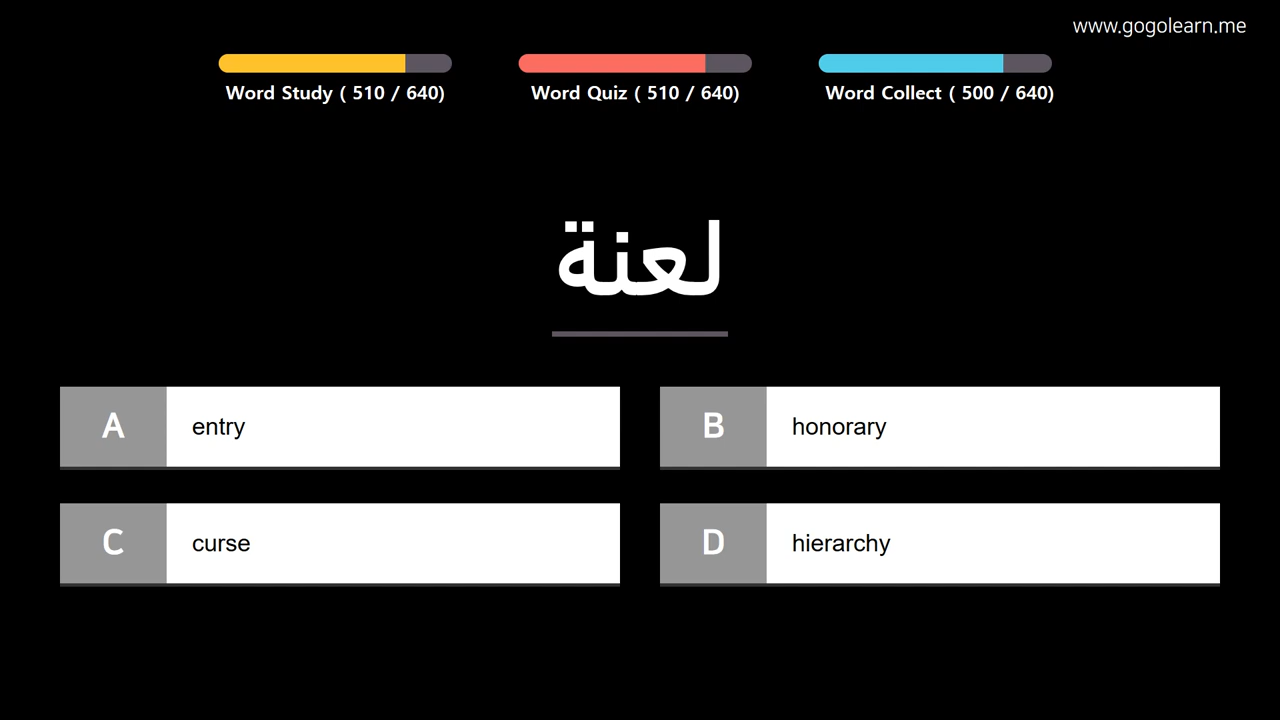 www.gogolearn.me
Word Study ( 510 / 640)
Word Quiz ( 510 / 640)
Word Collect ( 500 / 640)
لعنة
A entry
B honorary
C curse
D hierarchy